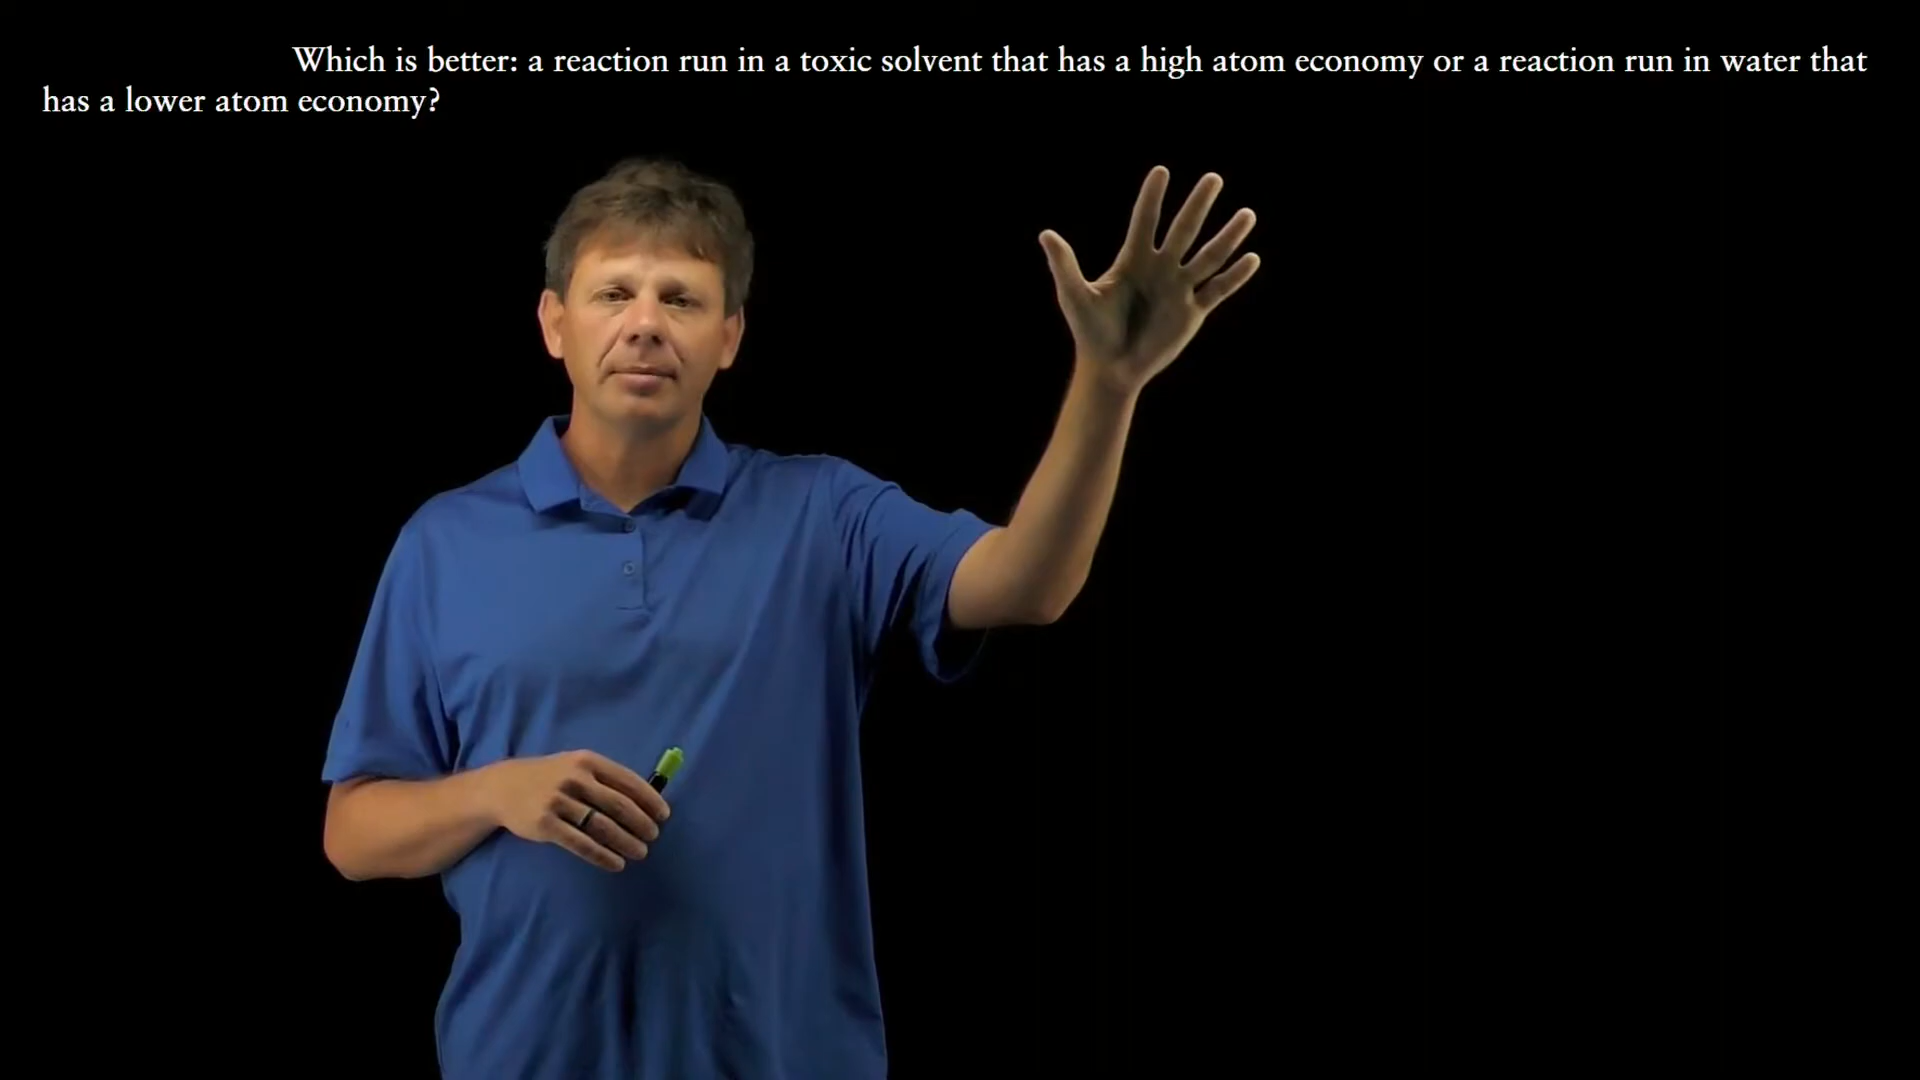 Which is better: a reaction run in a toxic solvent that has a high atom economy or a reaction run in water that
has a lower atom economy?